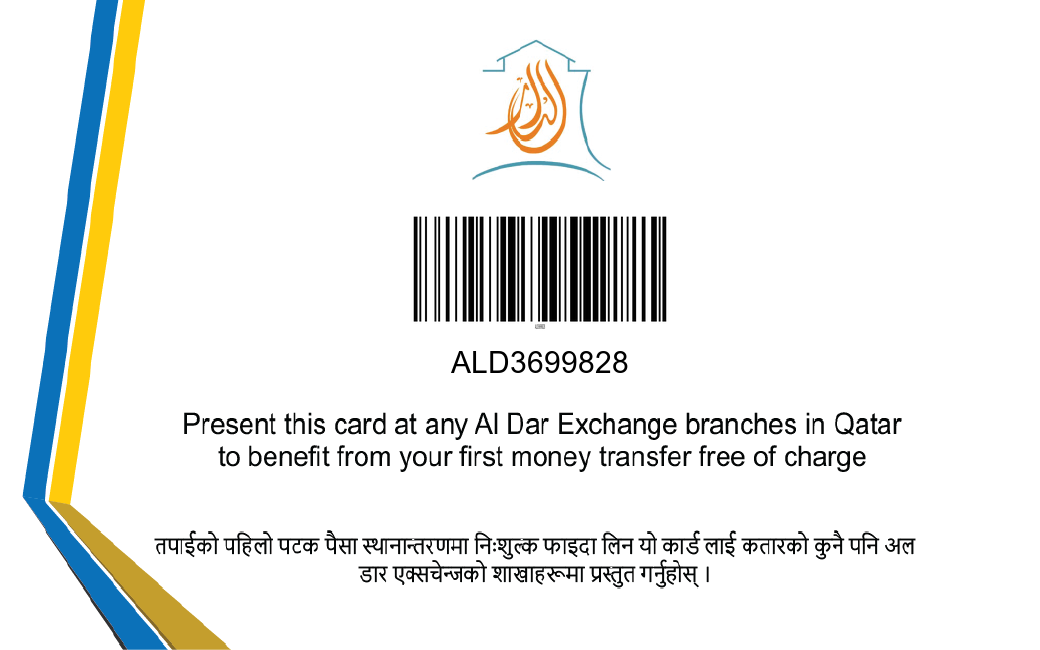 الدار
ALD3699828
Present this card at any Al Dar Exchange branches in Qatar
to benefit from your first money transfer free of charge
तपाईको पहिलो पटक पैसा स्थानान्तरणमा निःशुल्क फाइदा लिन यो कार्ड लाई कतारको कुनै पनि अल
डार एक्सचेन्जको शाखाहरूमा प्रस्तुत गर्नुहोस् ।